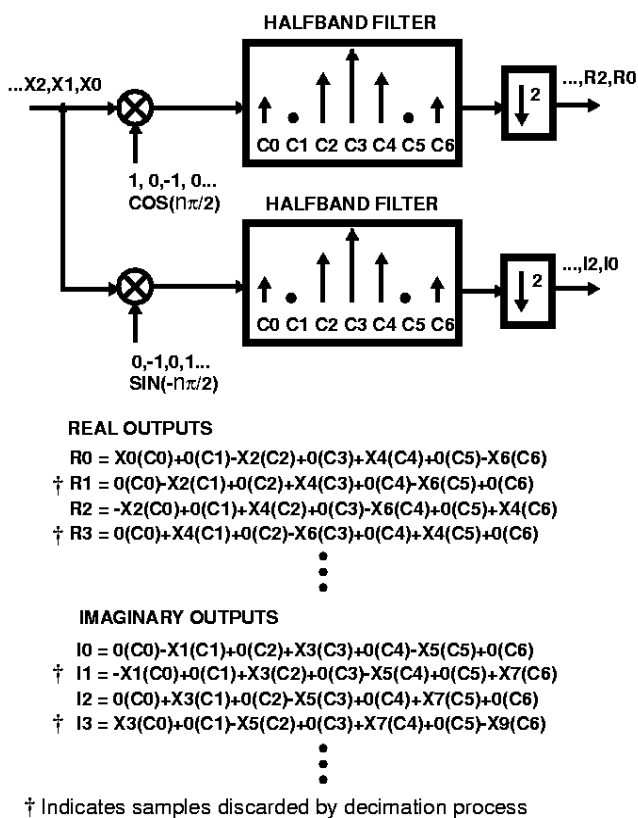 HALFBAND FILTER
...X2,X1,X0
2
...,R2,R0
C0 C1 C2 C3 C4 C5 C6
1, 0,-1, 0...
COS(nπ/2)
HALFBAND FILTER
2
...,I2,I0
C0 C1 C2 C3 C4 C5 C6
0,-1,0,1...
SIN(-nπ/2)
REAL OUTPUTS
R0 = X0(C0)+0(C1)-X2(C2)+0(C3)+X4(C4)+0(C5)-X6(C6)
† R1 = 0(C0)-X2(C1)+0(C2)+X4(C3)+0(C4)-X6(C5)+0(C6)
R2 = -X2(C0)+0(C1)+X4(C2)+0(C3)-X6(C4)+0(C5)+X4(C6)
† R3 = 0(C0)+X4(C1)+0(C2)-X6(C3)+0(C4)+X4(C5)+0(C6)
IMAGINARY OUTPUTS
I0 = 0(C0)-X1(C1)+0(C2)+X3(C3)+0(C4)-X5(C5)+0(C6)
† I1 = -X1(C0)+0(C1)+X3(C2)+0(C3)-X5(C4)+0(C5)+X7(C6)
I2 = 0(C0)+X3(C1)+0(C2)-X5(C3)+0(C4)+X7(C5)+0(C6)
† I3 = X3(C0)+0(C1)-X5(C2)+0(C3)+X7(C4)+0(C5)-X9(C6)
† Indicates samples discarded by decimation process